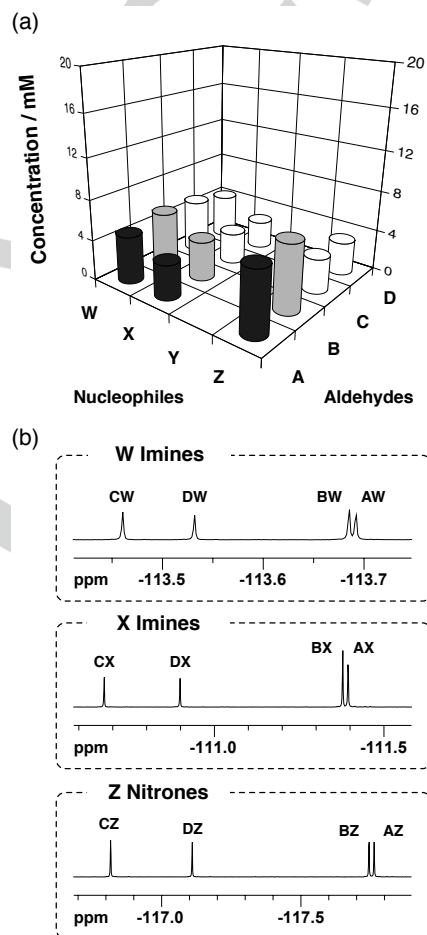 (a)
Concentration / mM
20
16
12
8
4
0
20
16
12
8
4
0
W
X
Y
Z
A
B
C
D
Nucleophiles
Aldehydes
(b)
W Imines
CW DW BW AW
ppm -113.5 -113.6 -113.7
X Imines
CX DX BX AX
ppm -111.0 -111.5
Z Nitrones
CZ DZ BZ AZ
ppm -117.0 -117.5